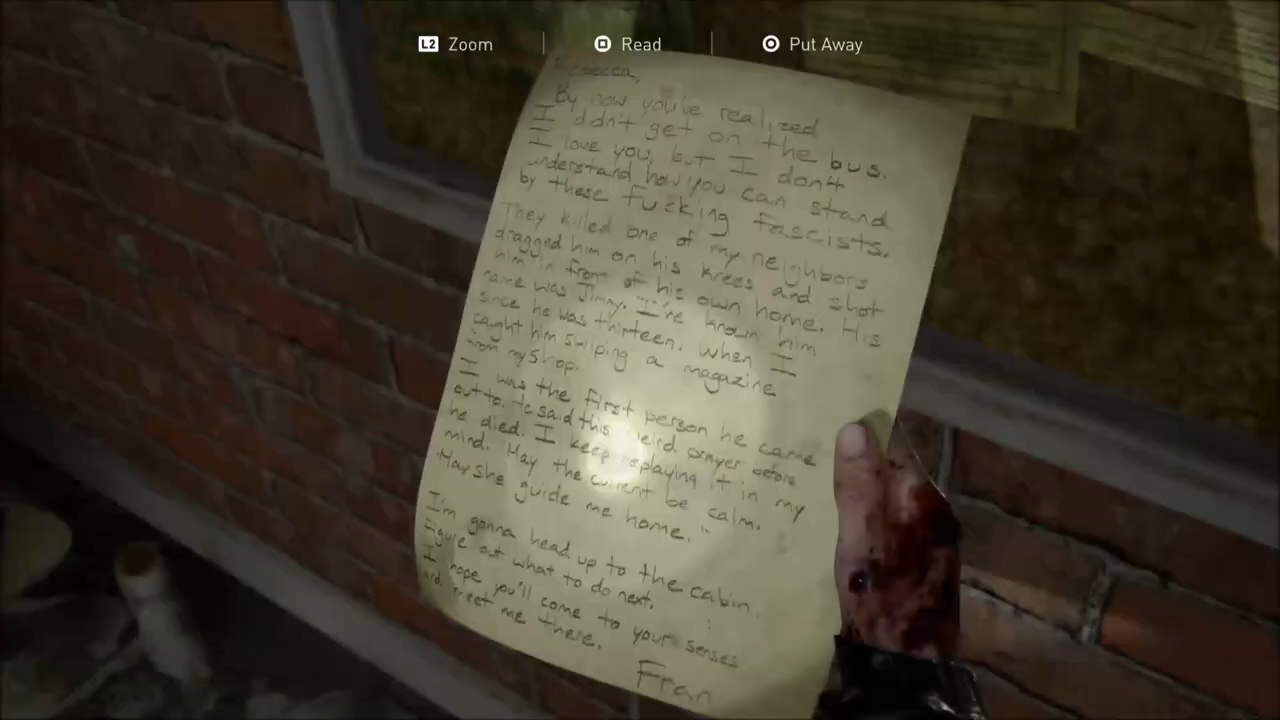 Zoom
Read
Put Away
Rebecca,
By now you've realized
I didn't get on the bus.
I love you, but I don't
understand how you can stand
by these fucking fascists.
They killed one of my neighbors
dragged him on his knees and shot
him in front of his own home. His
name was Jimmy. I've known him
since he was thirteen. When I
caught him swiping a magazine
from my shop.
I was the first person he came
out to. He said this weird prayer before
he died. I keep replaying it in my
mind. "May the current be calm.
May she guide me home."
I'm gonna head up to the cabin.
Figure out what to do next.
I hope you'll come to your senses
and meet me there.
Fran